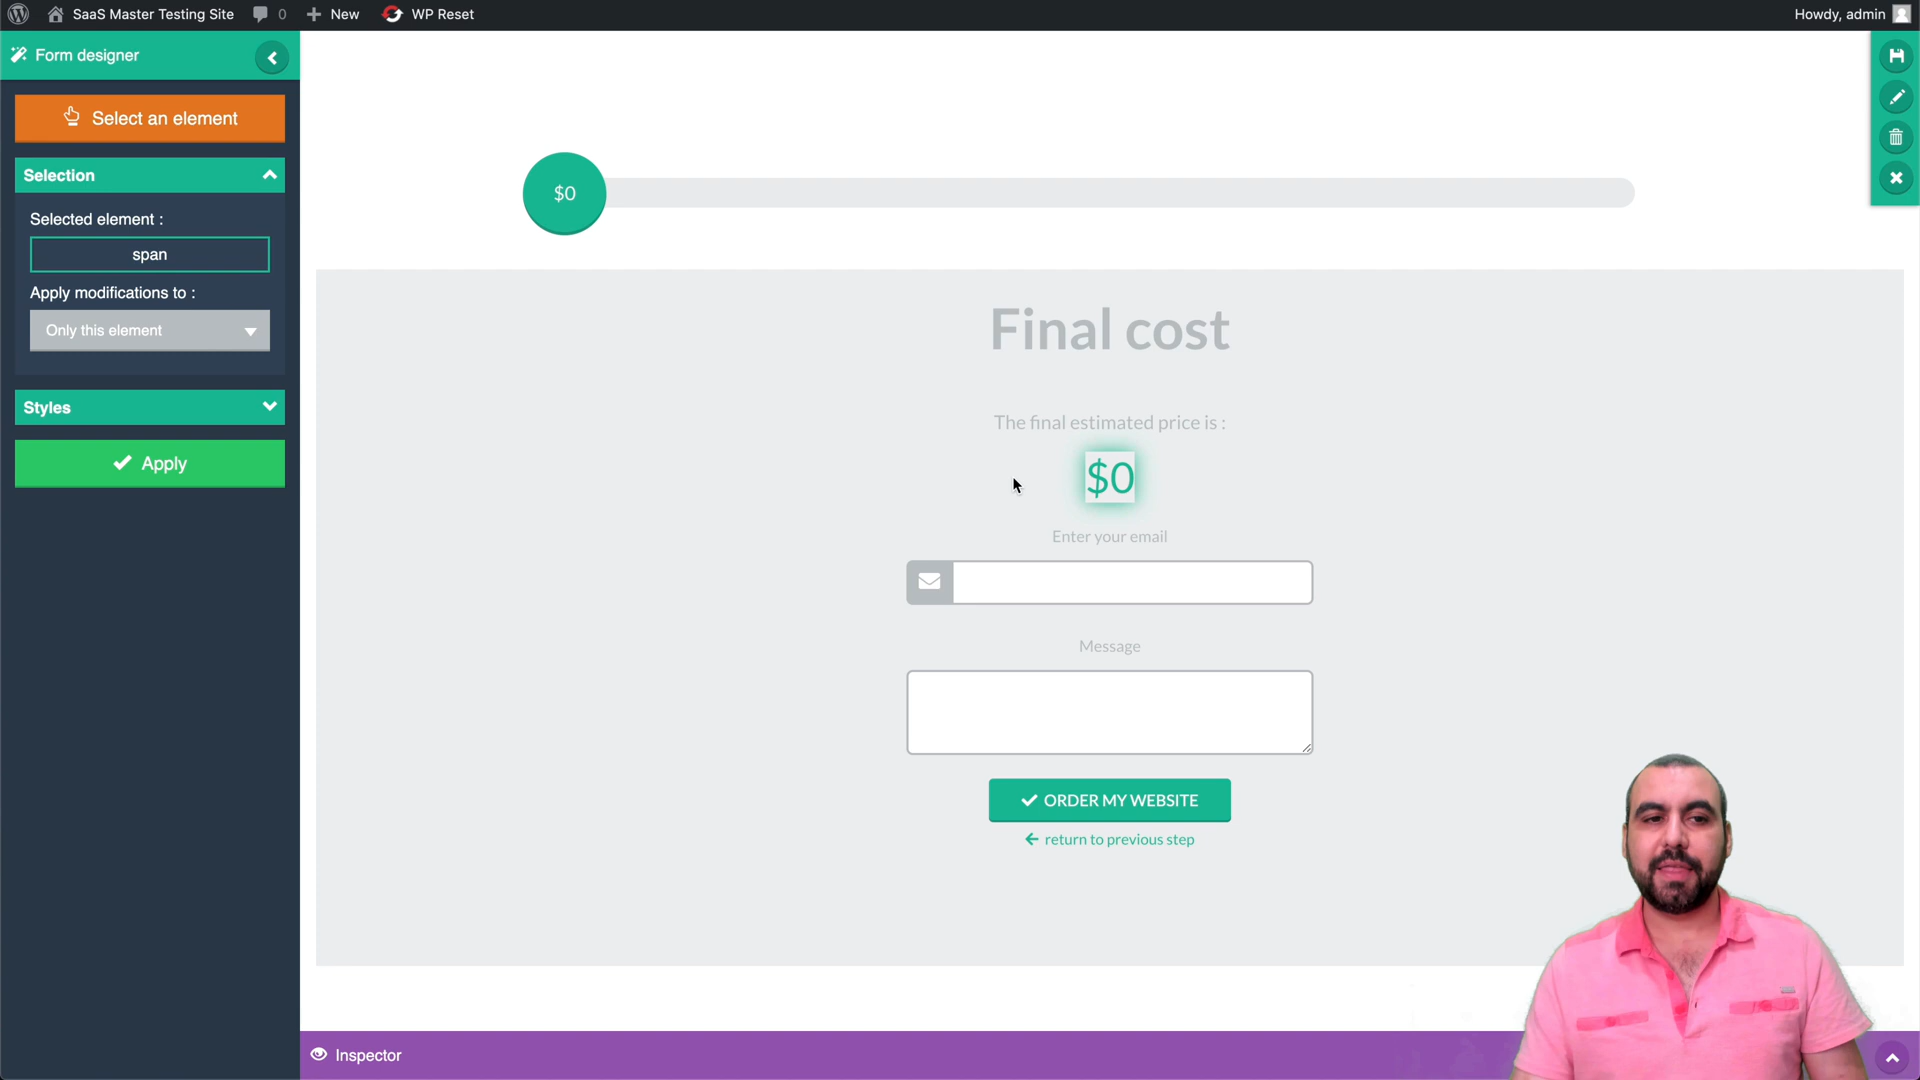 SaaS Master Testing Site 0 New WP Reset Howdy, admin
Form designer
Select an element
Selection
Selected element :
span
Apply modifications to :
Only this element
Styles
Apply
$0
Final cost
The final estimated price is :
$0
Enter your email
Message
ORDER MY WEBSITE
return to previous step
Inspector